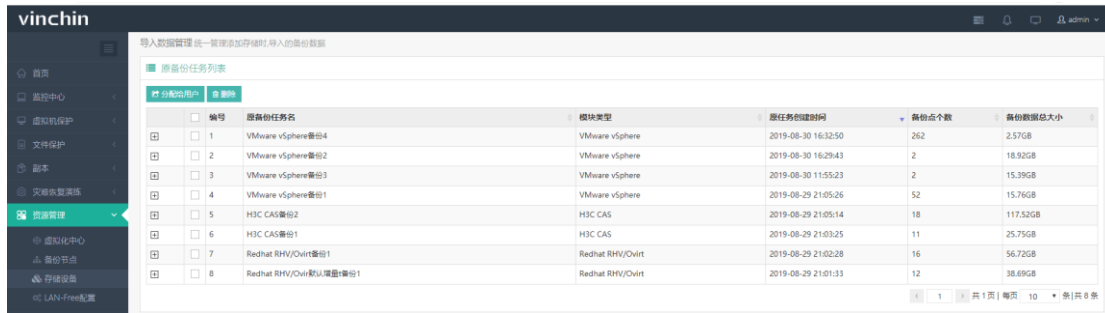 vinchin
admin
导入数据管理 统一管理添加存储时,导入的备份数据
首页
监控中心
虚拟机保护
文件保护
副本
灾难恢复演练
资源管理
虚拟化中心
备份节点
存储设备
LAN-Free配置
原备份任务列表
分配给用户 删除
编号 原备份任务名 模块类型 原任务创建时间 备份点个数 备份数据总大小
1 VMware vSphere备份4 VMware vSphere 2019-08-30 16:32:50 262 2.57GB
2 VMware vSphere备份2 VMware vSphere 2019-08-30 16:29:43 2 18.92GB
3 VMware vSphere备份3 VMware vSphere 2019-08-30 11:55:23 2 15.39GB
4 VMware vSphere备份1 VMware vSphere 2019-08-29 21:05:26 52 15.76GB
5 H3C CAS备份2 H3C CAS 2019-08-29 21:05:14 18 117.52GB
6 H3C CAS备份1 H3C CAS 2019-08-29 21:03:25 11 25.75GB
7 Redhat RHV/Ovirt备份1 Redhat RHV/Ovirt 2019-08-29 21:02:28 16 56.72GB
8 Redhat RHV/Ovir默认增量t备份1 Redhat RHV/Ovirt 2019-08-29 21:01:33 12 38.69GB
1 共1页 | 每页 10 条|共8条